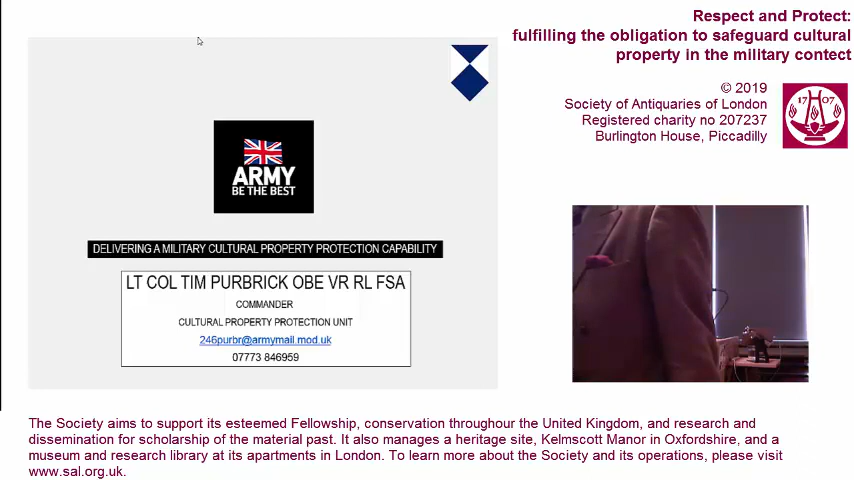 Respect and Protect:
fulfilling the obligation to safeguard cultural
property in the military contect
© 2019
Society of Antiquaries of London
Registered charity no 207237
Burlington House, Piccadilly
17 07
ARMY
BE THE BEST
DELIVERING A MILITARY CULTURAL PROPERTY PROTECTION CAPABILITY
LT COL TIM PURBRICK OBE VR RL FSA
COMMANDER
CULTURAL PROPERTY PROTECTION UNIT
246purbr@armymail.mod.uk
07773 846959
The Society aims to support its esteemed Fellowship, conservation throughour the United Kingdom, and research and
dissemination for scholarship of the material past. It also manages a heritage site, Kelmscott Manor in Oxfordshire, and a
museum and research library at its apartments in London. To learn more about the Society and its operations, please visit
www.sal.org.uk.